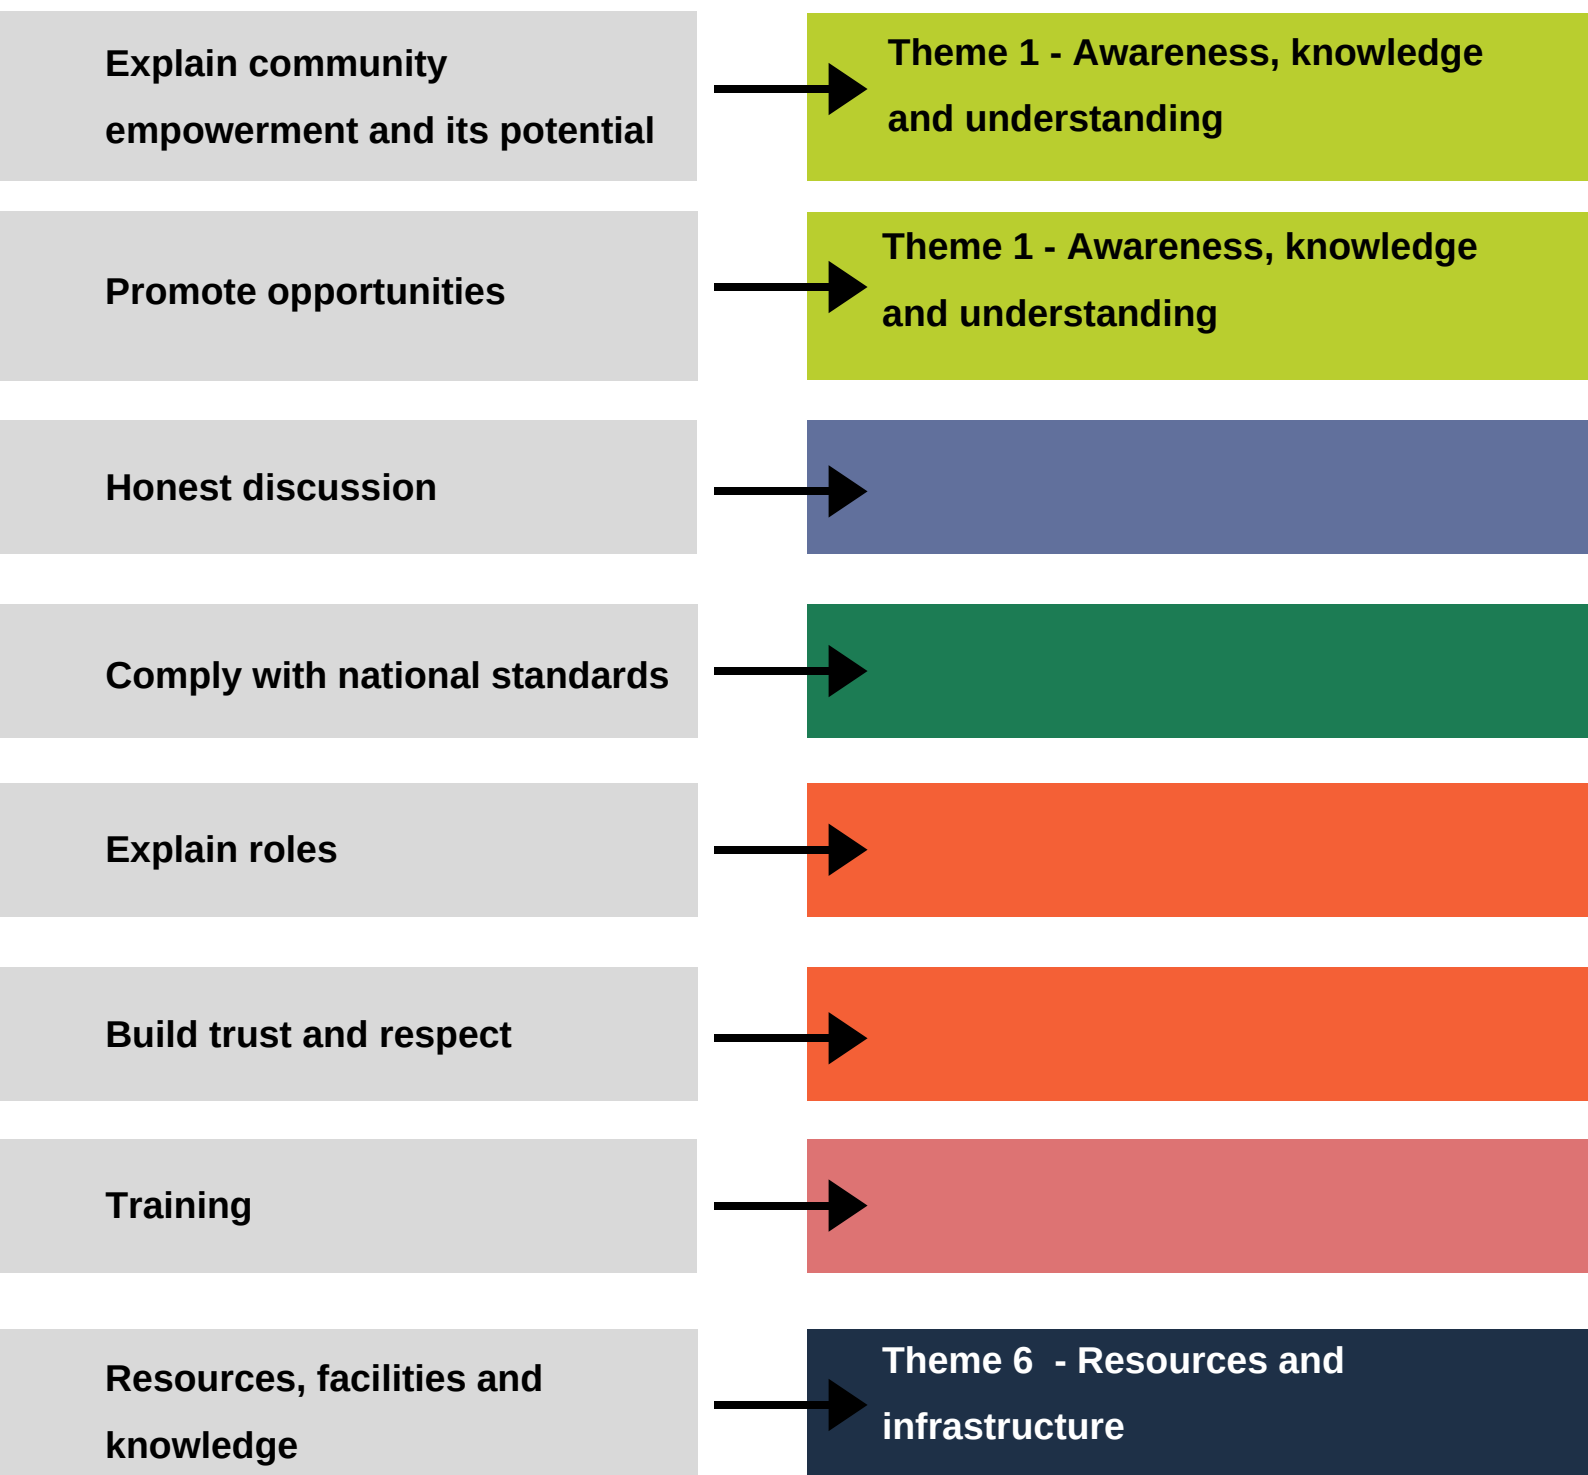 Explain community
empowerment and its potential
Theme 1 - Awareness, knowledge
and understanding
Promote opportunities
Theme 1 - Awareness, knowledge
and understanding
Honest discussion
Comply with national standards
Explain roles
Build trust and respect
Training
Resources, facilities and
knowledge
Theme 6  - Resources and
infrastructure